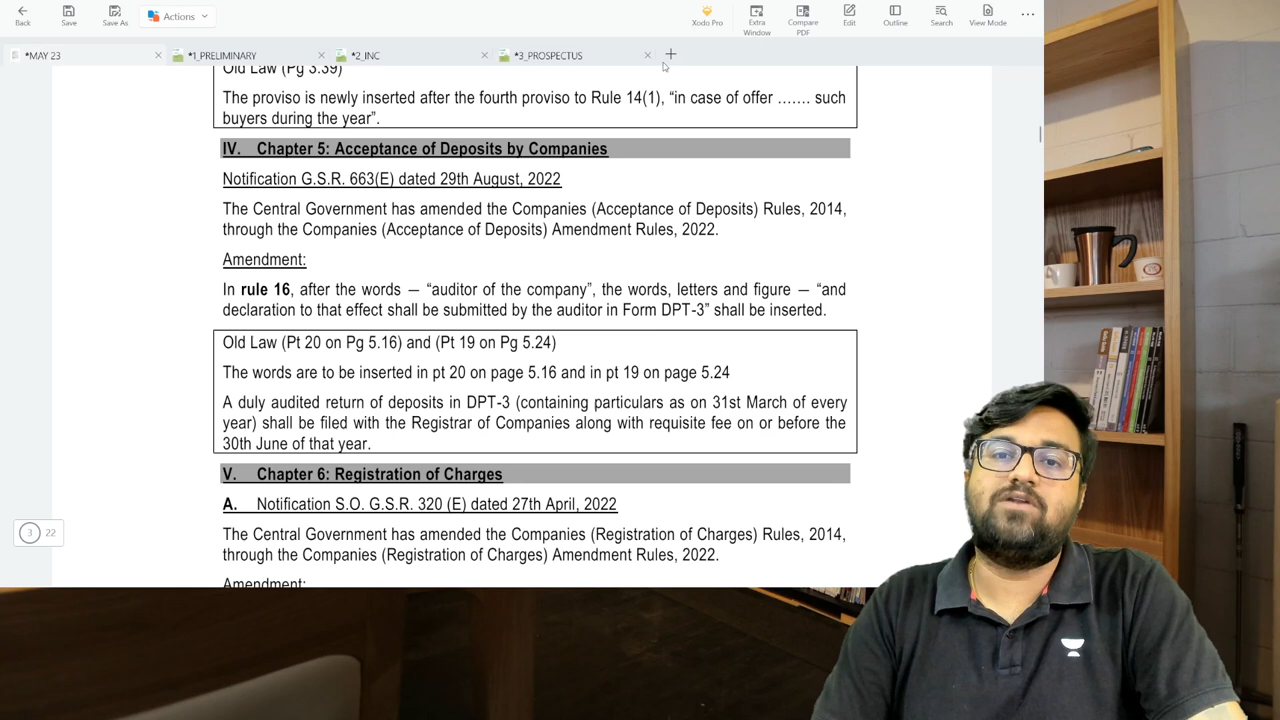 Back
Save
Save As
Actions
Xodo Pro
Extra Window
Compare PDF
Edit
Outline
Search
View Mode
*MAY 23
*1_PRELIMINARY
*2_INC
*3_PROSPECTUS
Old Law (Pg 3.39)
The proviso is newly inserted after the fourth proviso to Rule 14(1), “in case of offer ……. such
buyers during the year”.
IV. Chapter 5: Acceptance of Deposits by Companies
Notification G.S.R. 663(E) dated 29th August, 2022
The Central Government has amended the Companies (Acceptance of Deposits) Rules, 2014,
through the Companies (Acceptance of Deposits) Amendment Rules, 2022.
Amendment:
In rule 16, after the words — “auditor of the company”, the words, letters and figure — “and
declaration to that effect shall be submitted by the auditor in Form DPT-3” shall be inserted.
Old Law (Pt 20 on Pg 5.16) and (Pt 19 on Pg 5.24)
The words are to be inserted in pt 20 on page 5.16 and in pt 19 on page 5.24
A duly audited return of deposits in DPT-3 (containing particulars as on 31st March of every
year) shall be filed with the Registrar of Companies along with requisite fee on or before the
30th June of that year.
V. Chapter 6: Registration of Charges
A. Notification S.O. G.S.R. 320 (E) dated 27th April, 2022
The Central Government has amended the Companies (Registration of Charges) Rules, 2014,
through the Companies (Registration of Charges) Amendment Rules, 2022.
Amendment:
3 22